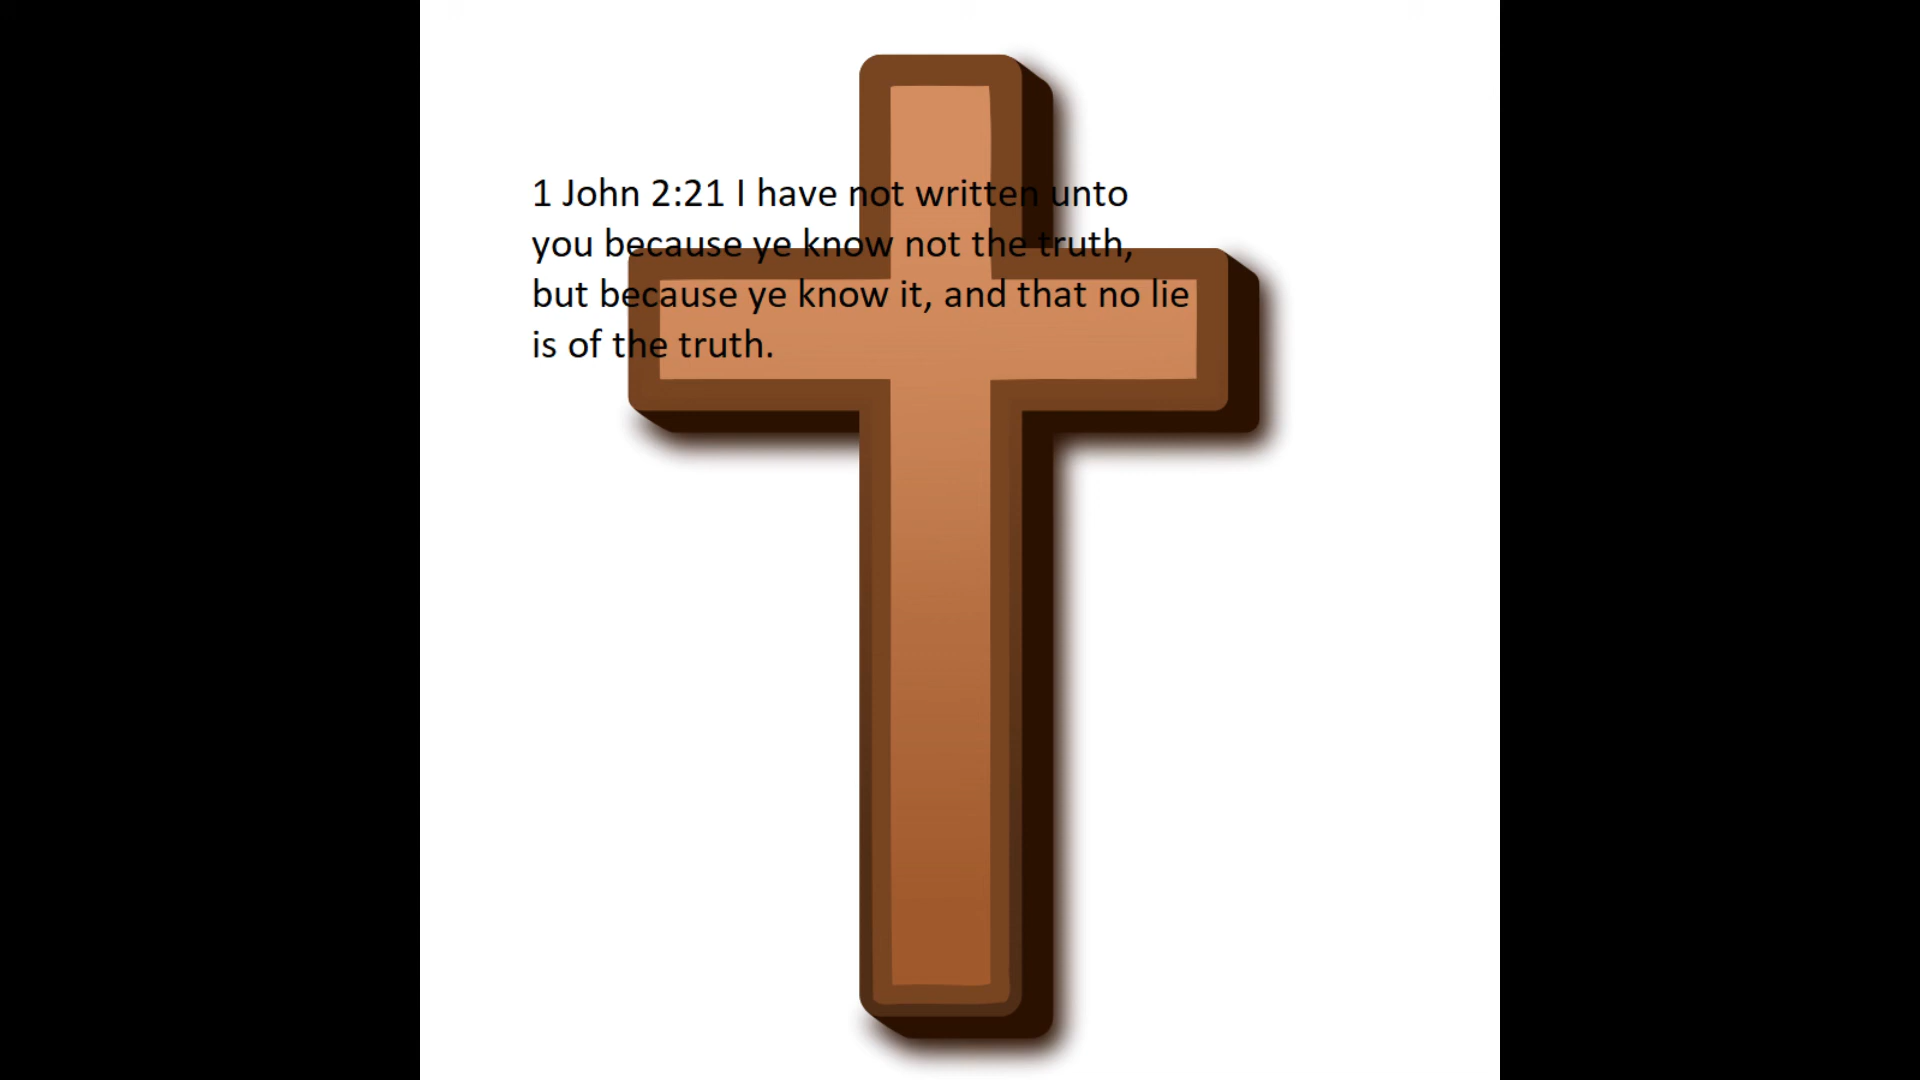 1 John 2:21 I have not written unto
you because ye know not the truth,
but because ye know it, and that no lie
is of the truth.